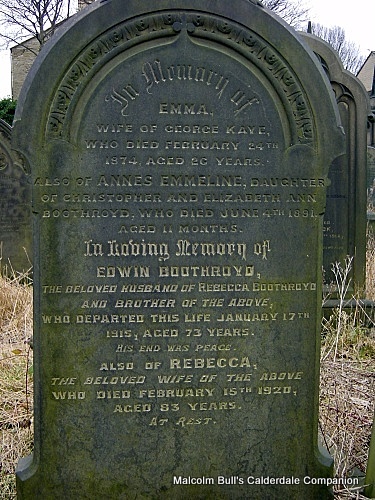 In Memory of
EMMA,
WIFE OF GEORGE KAYE,
WHO DIED FEBRUARY 24TH
1874, AGED 26 YEARS.
ALSO OF ANNES EMMELINE, DAUGHTER
OF CHRISTOPHER AND ELIZABETH ANN
BOOTHROYD, WHO DIED JUNE 4TH 1881,
AGED 11 MONTHS.
In Loving Memory of
EDWIN BOOTHROYD,
THE BELOVED HUSBAND OF REBECCA BOOTHROYD
AND BROTHER OF THE ABOVE,
WHO DEPARTED THIS LIFE JANUARY 17TH
1915, AGED 73 YEARS.
HIS END WAS PEACE.
ALSO OF REBECCA,
THE BELOVED WIFE OF THE ABOVE
WHO DIED FEBRUARY 15TH 1920,
AGED 83 YEARS.
AT REST.
Malcolm Bull's Calderdale Companion